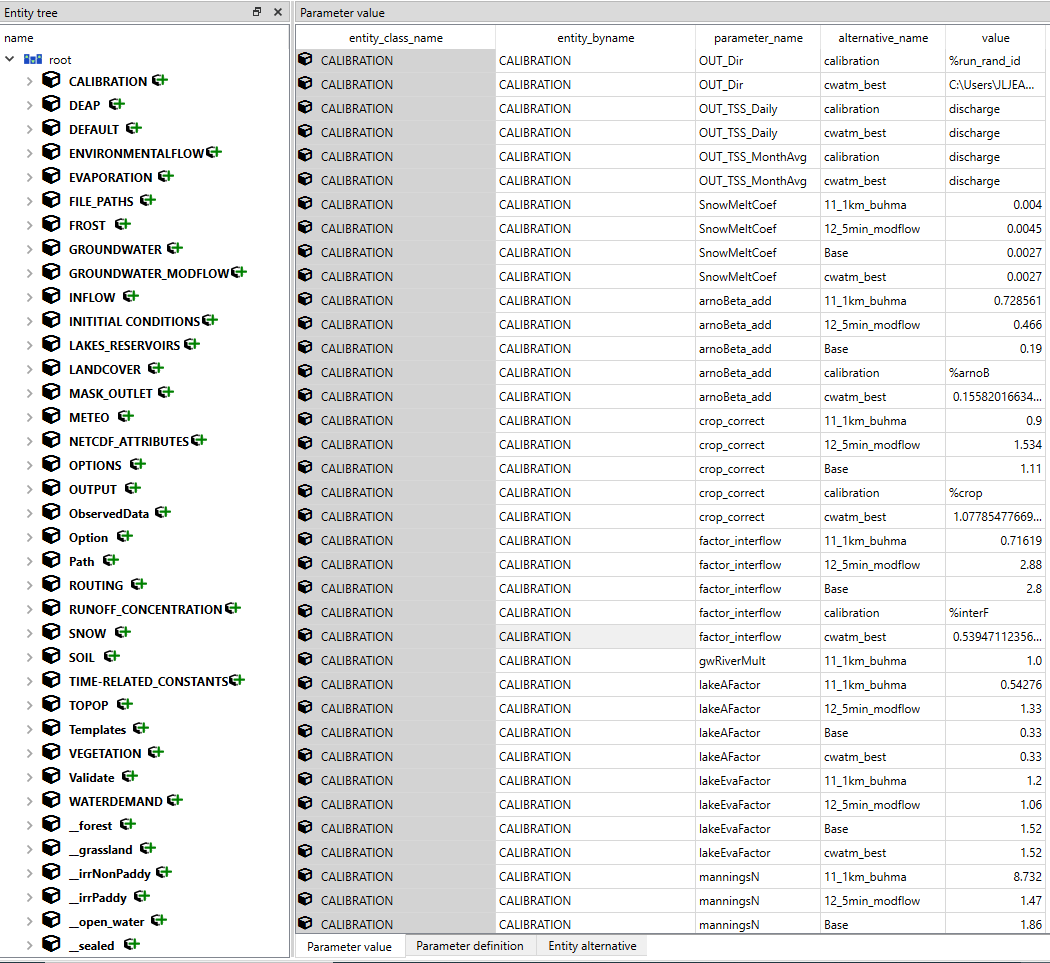 Entity tree
name
root
CALIBRATION
DEAP
DEFAULT
ENVIRONMENTALFLOW
EVAPORATION
FILE_PATHS
FROST
GROUNDWATER
GROUNDWATER_MODFLOW
INFLOW
INITITIAL CONDITIONS
LAKES_RESERVOIRS
LANDCOVER
MASK_OUTLET
METEO
NETCDF_ATTRIBUTES
OPTIONS
OUTPUT
ObservedData
Option
Path
ROUTING
RUNOFF_CONCENTRATION
SNOW
SOIL
TIME-RELATED_CONSTANTS
TOPOP
Templates
VEGETATION
Validate
WATERDEMAND
__forest
__grassland
__irrNonPaddy
__irrPaddy
__open_water
__sealed
Parameter value
entity_class_name entity_byname parameter_name alternative_name value
CALIBRATION CALIBRATION OUT_Dir calibration %run_rand_id
CALIBRATION CALIBRATION OUT_Dir cwatm_best C:\Users\JLJEA...
CALIBRATION CALIBRATION OUT_TSS_Daily calibration discharge
CALIBRATION CALIBRATION OUT_TSS_Daily cwatm_best discharge
CALIBRATION CALIBRATION OUT_TSS_MonthAvg calibration discharge
CALIBRATION CALIBRATION OUT_TSS_MonthAvg cwatm_best discharge
CALIBRATION CALIBRATION SnowMeltCoef 11_1km_buhma 0.004
CALIBRATION CALIBRATION SnowMeltCoef 12_5min_modflow 0.0045
CALIBRATION CALIBRATION SnowMeltCoef Base 0.0027
CALIBRATION CALIBRATION SnowMeltCoef cwatm_best 0.0027
CALIBRATION CALIBRATION arnoBeta_add 11_1km_buhma 0.728561
CALIBRATION CALIBRATION arnoBeta_add 12_5min_modflow 0.466
CALIBRATION CALIBRATION arnoBeta_add Base 0.19
CALIBRATION CALIBRATION arnoBeta_add calibration %arnoB
CALIBRATION CALIBRATION arnoBeta_add cwatm_best 0.15582016634...
CALIBRATION CALIBRATION crop_correct 11_1km_buhma 0.9
CALIBRATION CALIBRATION crop_correct 12_5min_modflow 1.534
CALIBRATION CALIBRATION crop_correct Base 1.11
CALIBRATION CALIBRATION crop_correct calibration %crop
CALIBRATION CALIBRATION crop_correct cwatm_best 1.07785477669...
CALIBRATION CALIBRATION factor_interflow 11_1km_buhma 0.71619
CALIBRATION CALIBRATION factor_interflow 12_5min_modflow 2.88
CALIBRATION CALIBRATION factor_interflow Base 2.8
CALIBRATION CALIBRATION factor_interflow calibration %interF
CALIBRATION CALIBRATION factor_interflow cwatm_best 0.53947112356...
CALIBRATION CALIBRATION gwRiverMult 11_1km_buhma 1.0
CALIBRATION CALIBRATION lakeAFactor 11_1km_buhma 0.54276
CALIBRATION CALIBRATION lakeAFactor 12_5min_modflow 1.33
CALIBRATION CALIBRATION lakeAFactor Base 0.33
CALIBRATION CALIBRATION lakeAFactor cwatm_best 0.33
CALIBRATION CALIBRATION lakeEvaFactor 11_1km_buhma 1.2
CALIBRATION CALIBRATION lakeEvaFactor 12_5min_modflow 1.06
CALIBRATION CALIBRATION lakeEvaFactor Base 1.52
CALIBRATION CALIBRATION lakeEvaFactor cwatm_best 1.52
CALIBRATION CALIBRATION manningsN 11_1km_buhma 8.732
CALIBRATION CALIBRATION manningsN 12_5min_modflow 1.47
CALIBRATION CALIBRATION manningsN Base 1.86
Parameter value Parameter definition Entity alternative